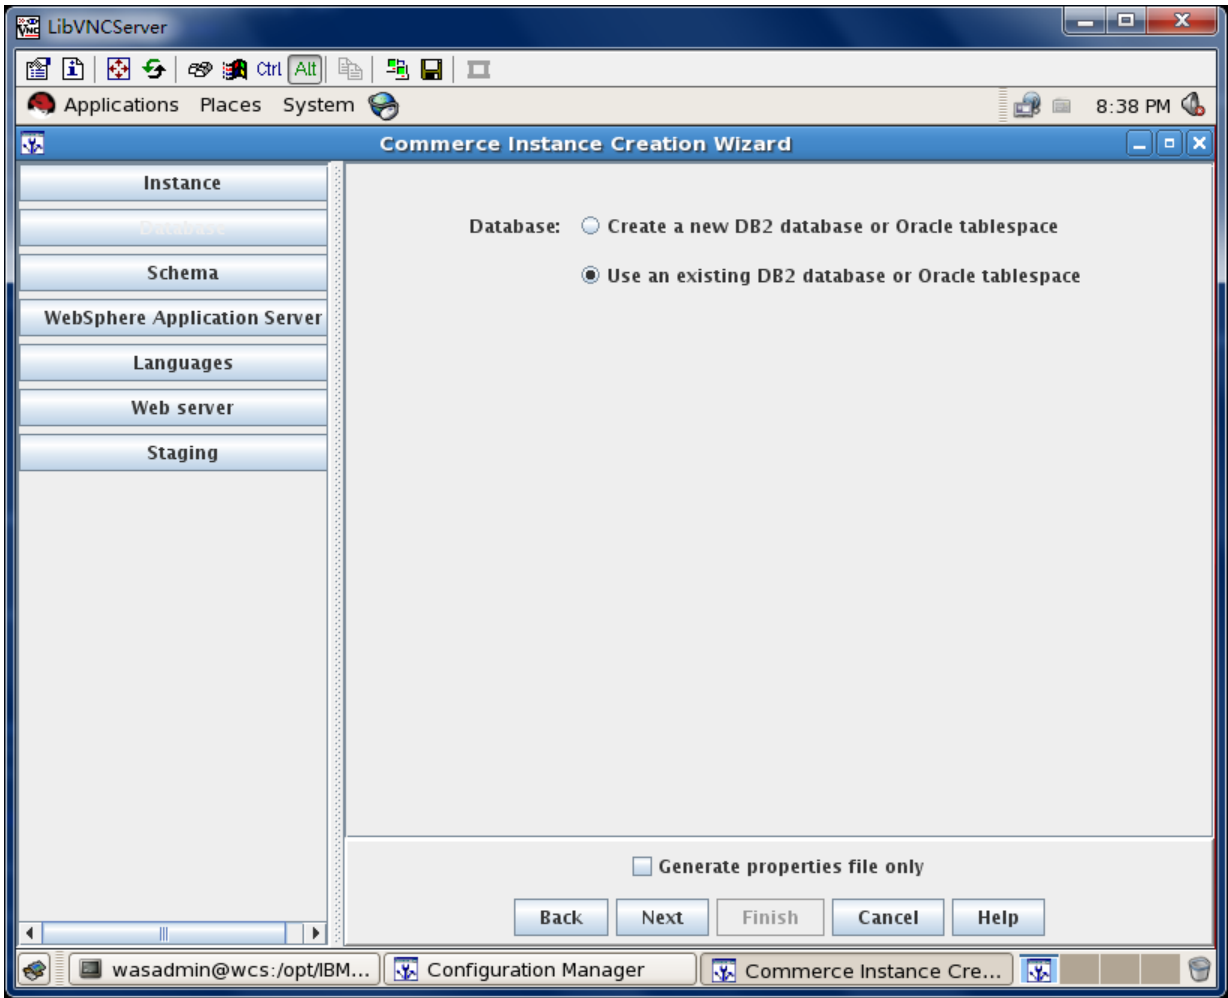 LibVNCServer
Ctrl Alt
Applications Places System 8:38 PM
Commerce Instance Creation Wizard
Instance
Database
Schema
WebSphere Application Server
Languages
Web server
Staging
Database: Create a new DB2 database or Oracle tablespace
Use an existing DB2 database or Oracle tablespace
Generate properties file only
Back Next Finish Cancel Help
wasadmin@wcs:/opt/IBM... Configuration Manager Commerce Instance Cre...